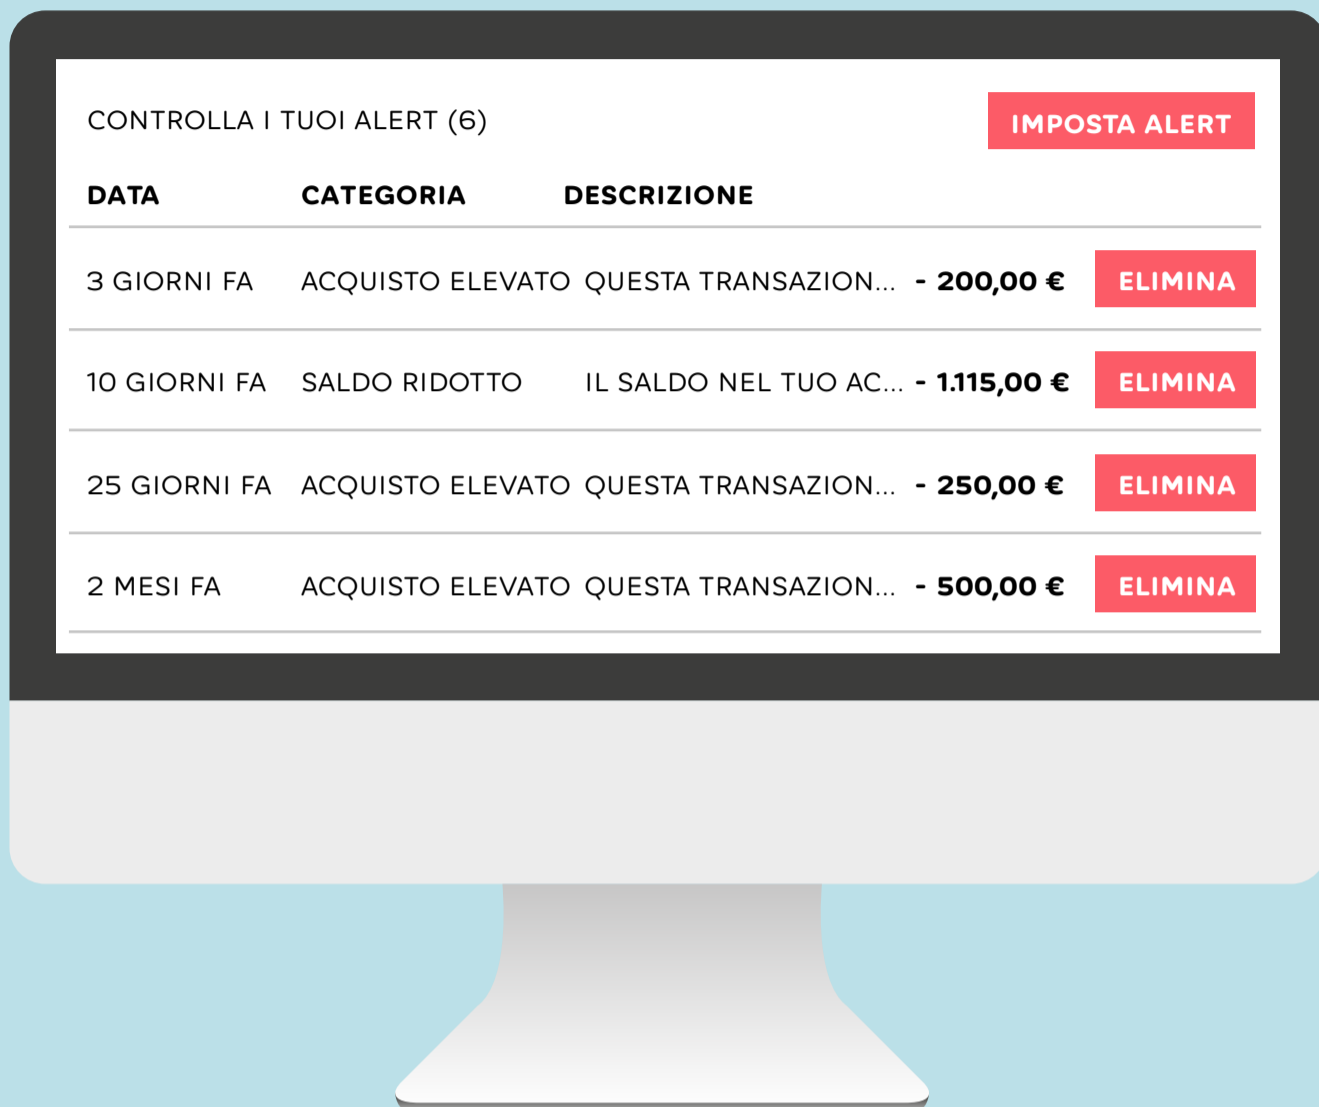 CONTROLLA I TUOI ALERT (6) IMPOSTA ALERT
DATA CATEGORIA DESCRIZIONE
3 GIORNI FA ACQUISTO ELEVATO QUESTA TRANSAZION... - 200,00 € ELIMINA
10 GIORNI FA SALDO RIDOTTO IL SALDO NEL TUO AC... - 1.115,00 € ELIMINA
25 GIORNI FA ACQUISTO ELEVATO QUESTA TRANSAZION... - 250,00 € ELIMINA
2 MESI FA ACQUISTO ELEVATO QUESTA TRANSAZION... - 500,00 € ELIMINA